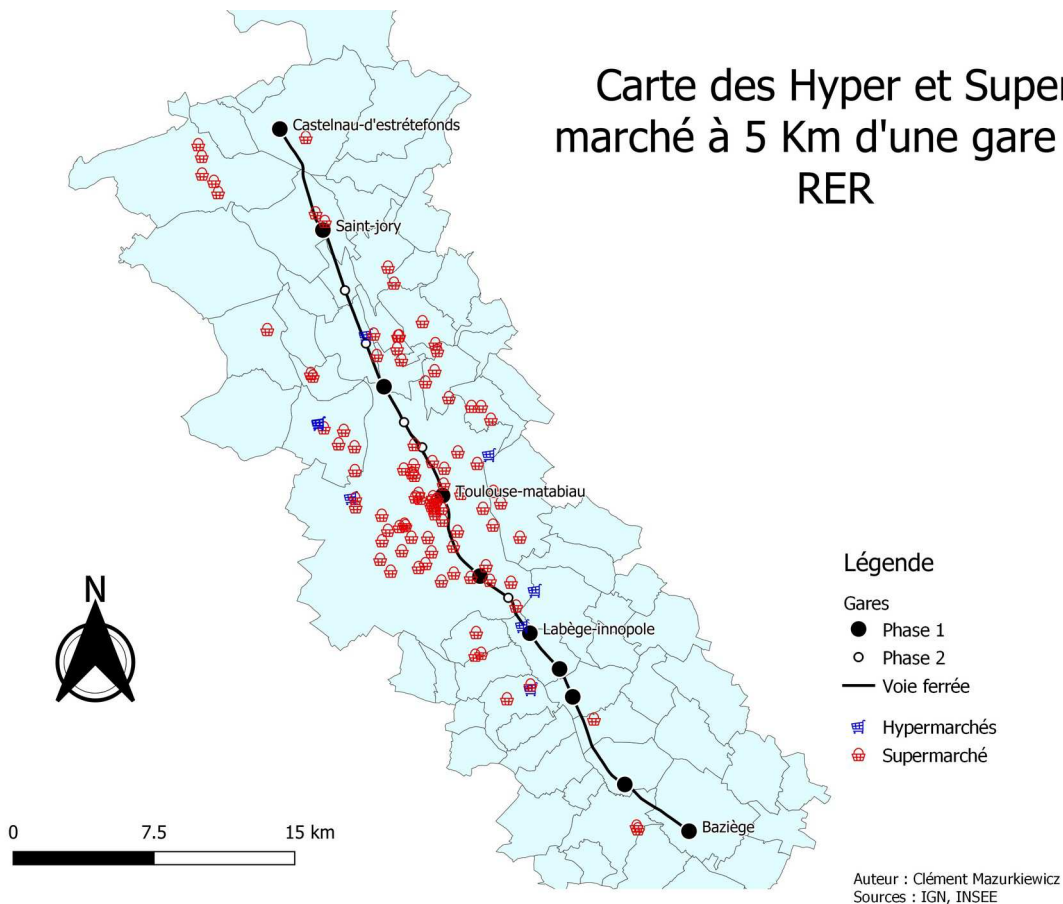 Carte des Hyper et Super
marché à 5 Km d'une gare
RER
Castelnau-d'estrétefonds
Saint-jory
Toulouse-matabiau
Labège-innopole
Baziège
N
0 7.5 15 km
Légende
Gares
Phase 1
Phase 2
Voie ferrée
Hypermarchés
Supermarché
Auteur : Clément Mazurkiewicz
Sources : IGN, INSEE